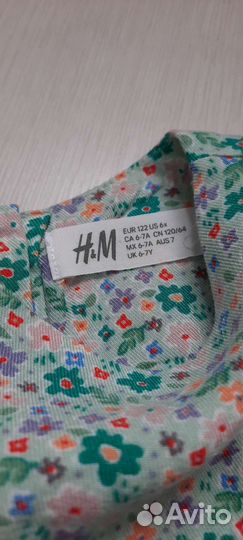 H&M
EUR 122 US 6x
CA 6-7A CN 120/64
MX 6-7A AUS 7
UK 6-7Y
Avito